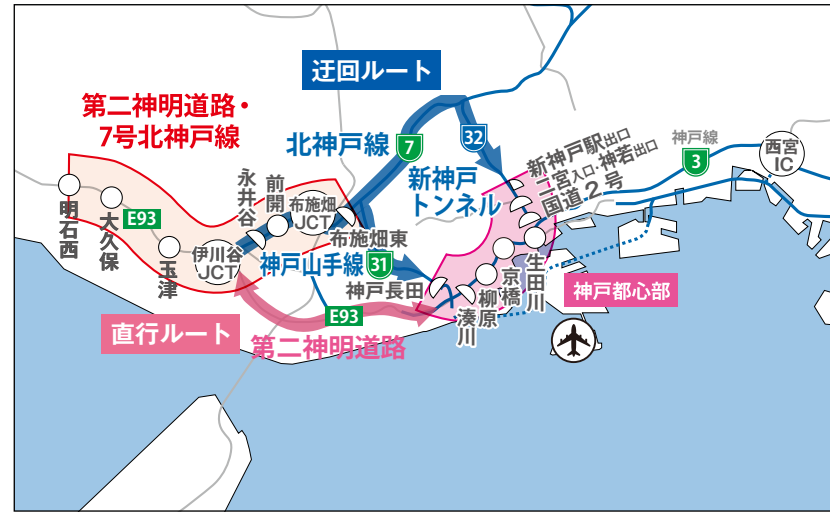 迂回ルート
第二神明道路・
7号北神戸線
北神戸線
7
32
新神戸
トンネル
新神戸駅出口
二宮入口・神若出口
国道2号
神戸線
3
西宮
IC
永井谷
前開
布施畑
JCT
布施畑東
明石西
大久保
E93
玉津
伊川谷
JCT
神戸山手線
31
神戸長田
湊川
柳原
京橋
生田川
神戸都心部
E93
直行ルート
第二神明道路